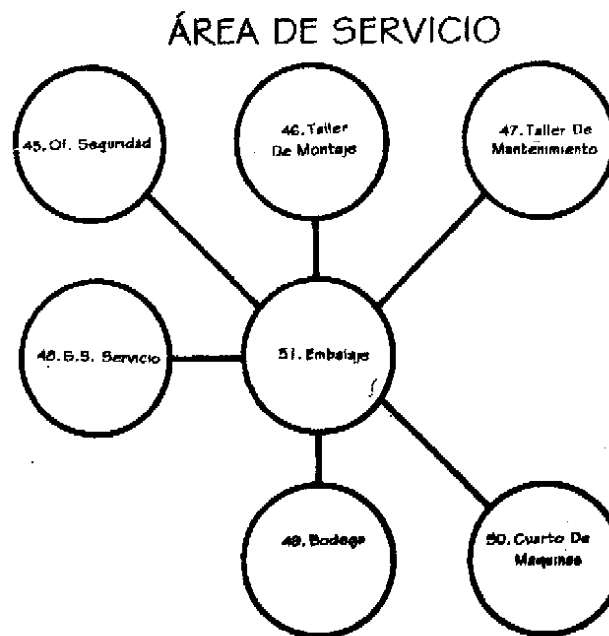 ÁREA DE SERVICIO
45. Of. Seguridad
46. Taller
De Montaje
47. Taller De
Mantenimiento
48. S.S. Servicio
51. Embalaje
49. Bodega
50. Cuarto De
Maquinas